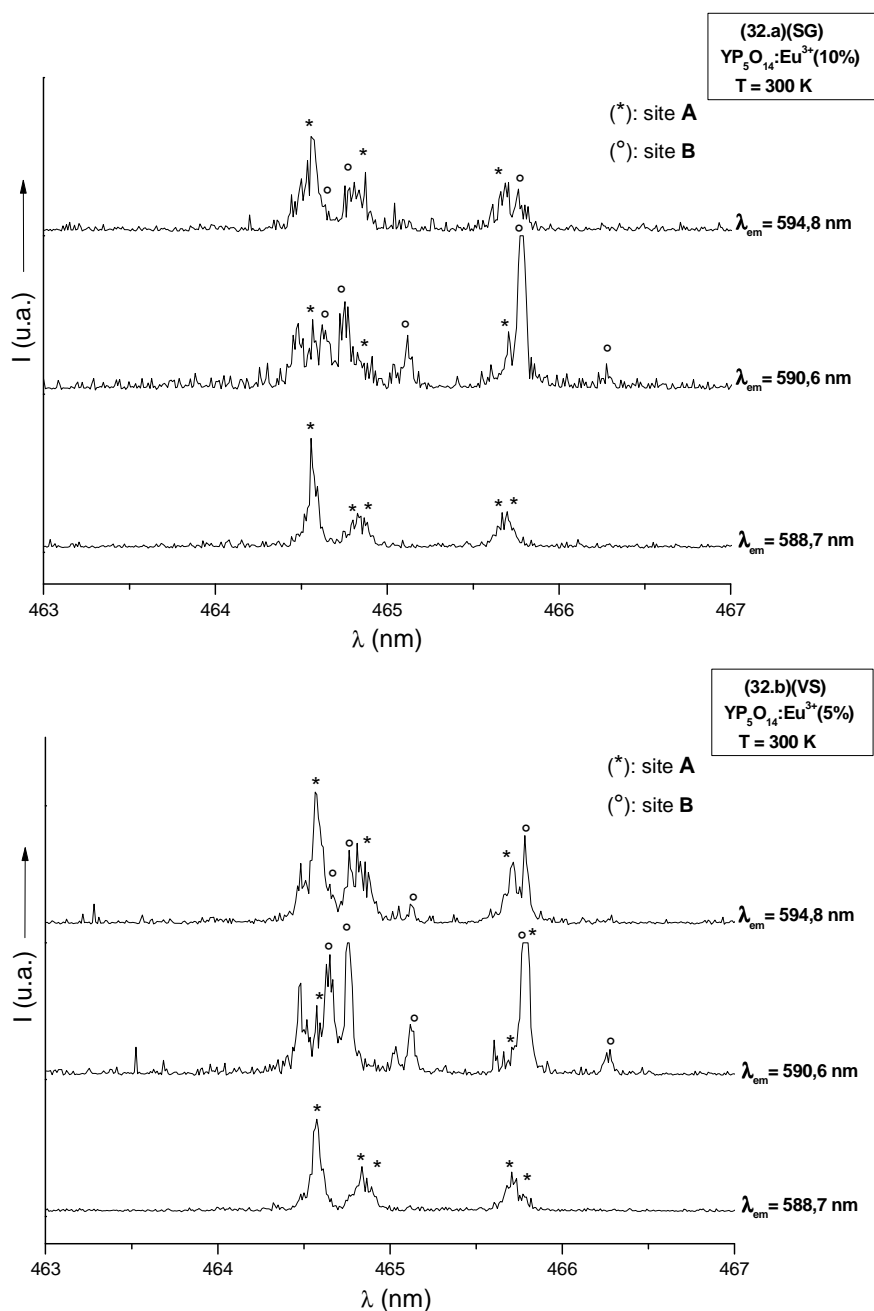 (32.a)(SG)
YP₅O₁₄:Eu³⁺(10%)
T = 300 K
(*): site A
(°): site B
* ° ° * * °
λem= 594,8 nm
* ° ° * ° * ° °
λem= 590,6 nm
* * * * *
λem= 588,7 nm
I (u.a.)
463 464 465 466 467
λ (nm)
(32.b)(VS)
YP₅O₁₄:Eu³⁺(5%)
T = 300 K
(*): site A
(°): site B
* ° ° * ° * °
λem= 594,8 nm
* ° ° ° * ° * °
λem= 590,6 nm
* * * * *
λem= 588,7 nm
I (u.a.)
463 464 465 466 467
λ (nm)